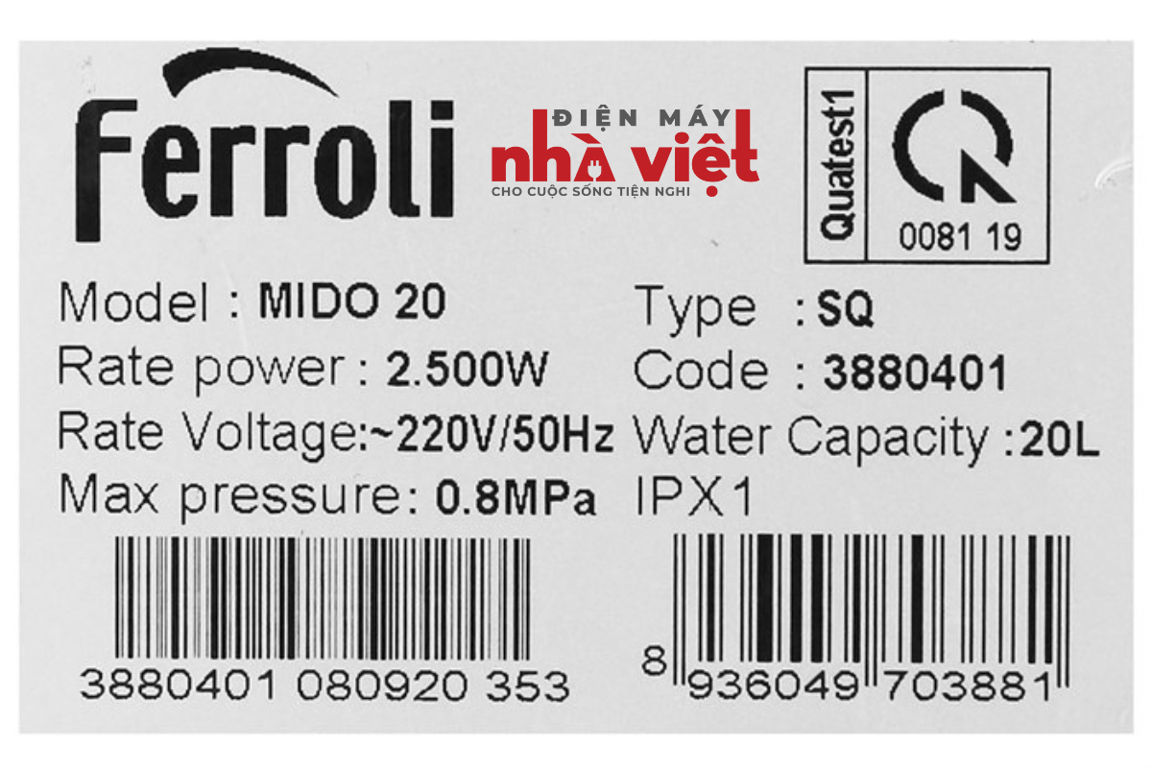 Ferroli
ĐIỆN MÁY
nhà việt
CHO CUỘC SỐNG TIỆN NGHI
Quatest1
0081 19
Model : MIDO 20
Type : SQ
Rate power : 2.500W
Code : 3880401
Rate Voltage:~220V/50Hz
Water Capacity :20L
Max pressure: 0.8MPa
IPX1
3880401 080920 353
8 936049 703881